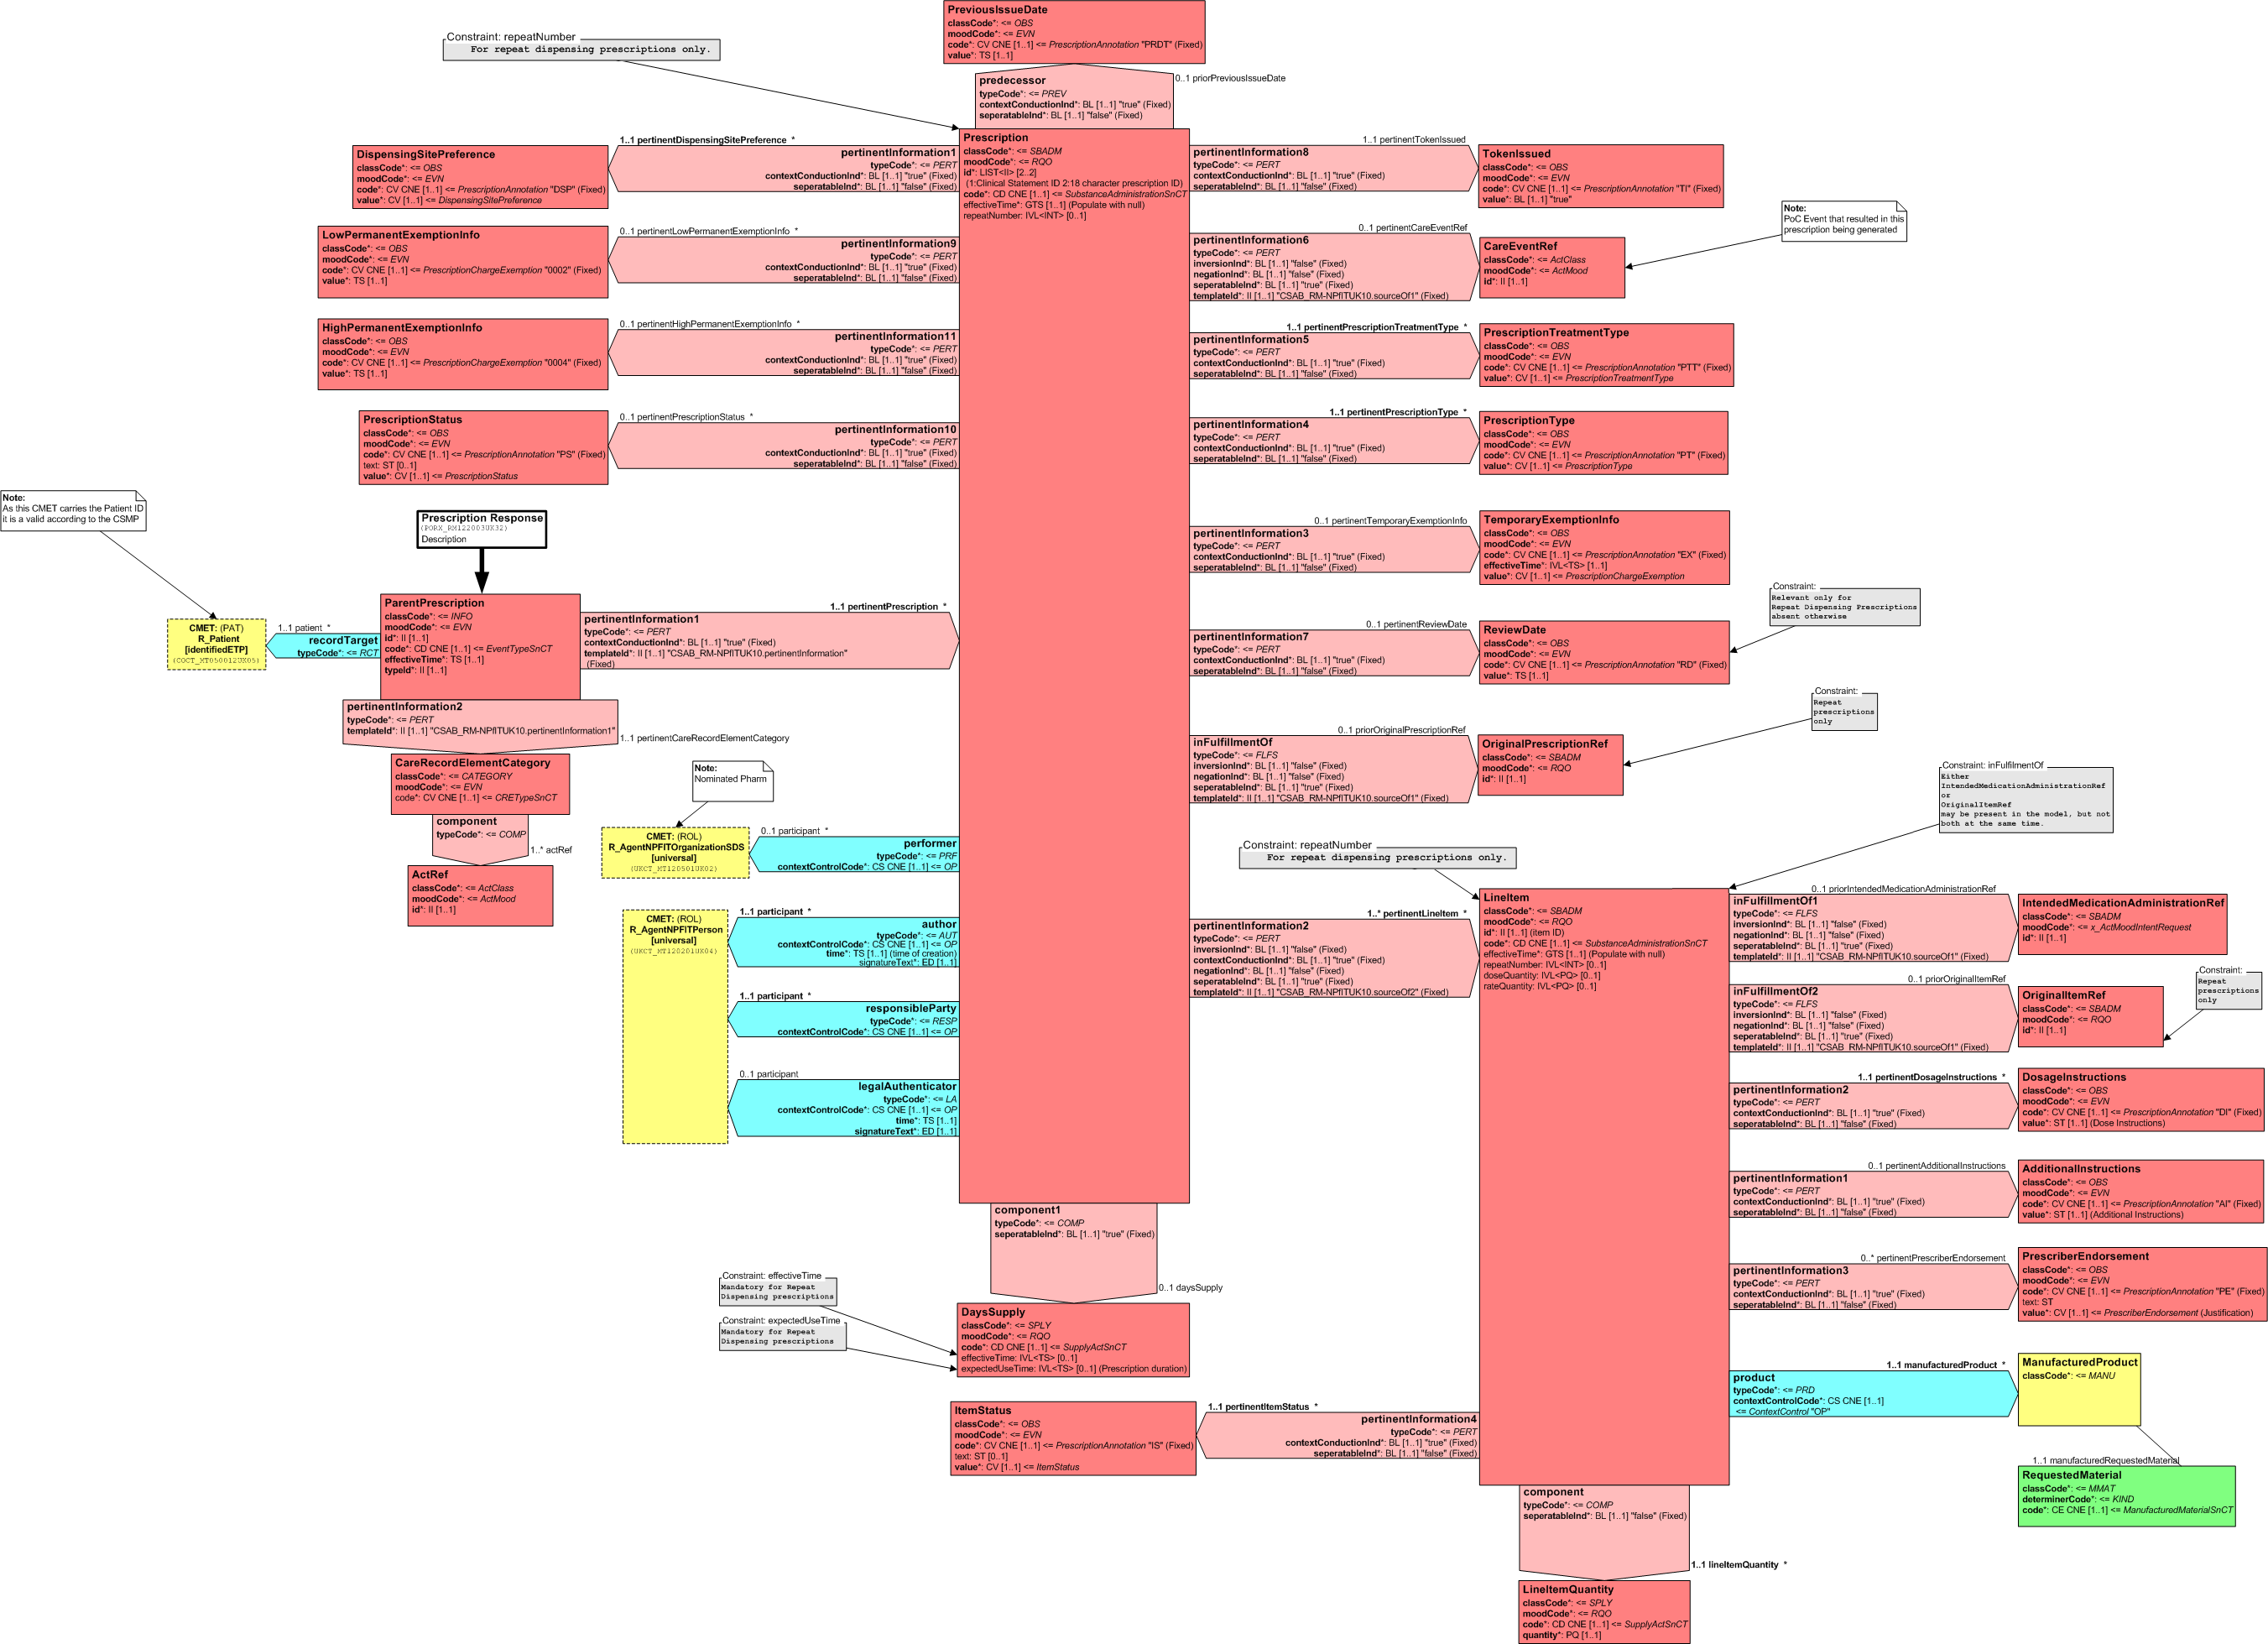 PreviousIssueDate
classCode*: <= OBS
moodCode*: <= EVN
code*: CV CNE [1..1] <= PrescriptionAnnotation "PRDT" (Fixed)
value*: TS [1..1]
Constraint: repeatNumber
For repeat dispensing prescriptions only.
predecessor
typeCode*: <= PREV
contextConductionInd*: BL [1..1] "true" (Fixed)
seperatableInd*: BL [1..1] "false" (Fixed)
0..1 priorPreviousIssueDate
Prescription
classCode*: <= SBADM
moodCode*: <= RQO
id*: LIST<II> [2..2]
(1:Clinical Statement ID 2:18 character prescription ID)
code*: CD CNE [1..1] <= SubstanceAdministrationSnCT
effectiveTime*: GTS [1..1] (Populate with null)
repeatNumber: IVL<INT> [0..1]
1..1 pertinentDispensingSitePreference *
pertinentInformation1
typeCode*: <= PERT
contextConductionInd*: BL [1..1] "true" (Fixed)
seperatableInd*: BL [1..1] "false" (Fixed)
DispensingSitePreference
classCode*: <= OBS
moodCode*: <= EVN
code*: CV CNE [1..1] <= PrescriptionAnnotation "DSP" (Fixed)
value*: CV [1..1] <= DispensingSitePreference
1..1 pertinentTokenIssued
pertinentInformation8
typeCode*: <= PERT
contextConductionInd*: BL [1..1] "true" (Fixed)
seperatableInd*: BL [1..1] "false" (Fixed)
TokenIssued
classCode*: <= OBS
moodCode*: <= EVN
code*: CV CNE [1..1] <= PrescriptionAnnotation "TI" (Fixed)
value*: BL [1..1] "true"
Note:
PoC Event that resulted in this
prescription being generated
0..1 pertinentLowPermanentExemptionInfo *
pertinentInformation9
typeCode*: <= PERT
contextConductionInd*: BL [1..1] "true" (Fixed)
seperatableInd*: BL [1..1] "false" (Fixed)
LowPermanentExemptionInfo
classCode*: <= OBS
moodCode*: <= EVN
code*: CV CNE [1..1] <= PrescriptionChargeExemption "0002" (Fixed)
value*: TS [1..1]
0..1 pertinentCareEventRef
pertinentInformation6
typeCode*: <= PERT
inversionInd*: BL [1..1] "false" (Fixed)
negationInd*: BL [1..1] "false" (Fixed)
seperatableInd*: BL [1..1] "true" (Fixed)
templateId*: II [1..1] "CSAB_RM-NPfITUK10.sourceOf1" (Fixed)
CareEventRef
classCode*: <= ActClass
moodCode*: <= ActMood
id*: II [1..1]
0..1 pertinentHighPermanentExemptionInfo *
pertinentInformation11
typeCode*: <= PERT
contextConductionInd*: BL [1..1] "true" (Fixed)
seperatableInd*: BL [1..1] "false" (Fixed)
HighPermanentExemptionInfo
classCode*: <= OBS
moodCode*: <= EVN
code*: CV CNE [1..1] <= PrescriptionChargeExemption "0004" (Fixed)
value*: TS [1..1]
1..1 pertinentPrescriptionTreatmentType *
pertinentInformation5
typeCode*: <= PERT
contextConductionInd*: BL [1..1] "true" (Fixed)
seperatableInd*: BL [1..1] "false" (Fixed)
PrescriptionTreatmentType
classCode*: <= OBS
moodCode*: <= EVN
code*: CV CNE [1..1] <= PrescriptionAnnotation "PTT" (Fixed)
value*: CV [1..1] <= PrescriptionTreatmentType
0..1 pertinentPrescriptionStatus *
pertinentInformation10
typeCode*: <= PERT
contextConductionInd*: BL [1..1] "true" (Fixed)
seperatableInd*: BL [1..1] "false" (Fixed)
PrescriptionStatus
classCode*: <= OBS
moodCode*: <= EVN
code*: CV CNE [1..1] <= PrescriptionAnnotation "PS" (Fixed)
text: ST [0..1]
value*: CV [1..1] <= PrescriptionStatus
1..1 pertinentPrescriptionType *
pertinentInformation4
typeCode*: <= PERT
contextConductionInd*: BL [1..1] "true" (Fixed)
seperatableInd*: BL [1..1] "false" (Fixed)
PrescriptionType
classCode*: <= OBS
moodCode*: <= EVN
code*: CV CNE [1..1] <= PrescriptionAnnotation "PT" (Fixed)
value*: CV [1..1] <= PrescriptionType
Note:
As this CMET carries the Patient ID
it is a valid according to the CSMP
Prescription Response
(PORX_RM122003UK32)
Description
0..1 pertinentTemporaryExemptionInfo
pertinentInformation3
typeCode*: <= PERT
contextConductionInd*: BL [1..1] "true" (Fixed)
seperatableInd*: BL [1..1] "false" (Fixed)
TemporaryExemptionInfo
classCode*: <= OBS
moodCode*: <= EVN
code*: CV CNE [1..1] <= PrescriptionAnnotation "EX" (Fixed)
effectiveTime*: IVL<TS> [1..1]
value*: CV [1..1] <= PrescriptionChargeExemption
CMET: (PAT)
R_Patient
[identifiedETP]
(COCT_MT050012UK05)
1..1 patient *
recordTarget
typeCode*: <= RCT
ParentPrescription
classCode*: <= INFO
moodCode*: <= EVN
id*: II [1..1]
code*: CD CNE [1..1] <= EventTypeSnCT
effectiveTime*: TS [1..1]
typeId*: II [1..1]
1..1 pertinentPrescription *
pertinentInformation1
typeCode*: <= PERT
contextConductionInd*: BL [1..1] "true" (Fixed)
templateId*: II [1..1] "CSAB_RM-NPfITUK10.pertinentInformation"
(Fixed)
Constraint:
Relevant only for
Repeat Dispensing Prescriptions
absent otherwise
0..1 pertinentReviewDate
pertinentInformation7
typeCode*: <= PERT
contextConductionInd*: BL [1..1] "true" (Fixed)
seperatableInd*: BL [1..1] "false" (Fixed)
ReviewDate
classCode*: <= OBS
moodCode*: <= EVN
code*: CV CNE [1..1] <= PrescriptionAnnotation "RD" (Fixed)
value*: TS [1..1]
pertinentInformation2
typeCode*: <= PERT
templateId*: II [1..1] "CSAB_RM-NPfITUK10.pertinentInformation1"
1..1 pertinentCareRecordElementCategory
CareRecordElementCategory
classCode*: <= CATEGORY
moodCode*: <= EVN
code*: CV CNE [1..1] <= CRETypeSnCT
component
typeCode*: <= COMP
1..* actRef
ActRef
classCode*: <= ActClass
moodCode*: <= ActMood
id*: II [1..1]
Constraint:
Repeat
prescriptions
only
0..1 priorOriginalPrescriptionRef
inFulfillmentOf
typeCode*: <= FLFS
inversionInd*: BL [1..1] "false" (Fixed)
negationInd*: BL [1..1] "false" (Fixed)
seperatableInd*: BL [1..1] "true" (Fixed)
templateId*: II [1..1] "CSAB_RM-NPfITUK10.sourceOf1" (Fixed)
OriginalPrescriptionRef
classCode*: <= SBADM
moodCode*: <= RQO
id*: II [1..1]
Note:
Nominated Pharm
CMET: (ROL)
R_AgentNPFITOrganizationSDS
[universal]
(UKCT_MT120501UK02)
0..1 participant *
performer
typeCode*: <= PRF
contextControlCode*: CS CNE [1..1] <= OP
CMET: (ROL)
R_AgentNPFITPerson
[universal]
(UKCT_MT120201UK04)
1..1 participant *
author
typeCode*: <= AUT
contextControlCode*: CS CNE [1..1] <= OP
time*: TS [1..1] (time of creation)
signatureText*: ED [1..1]
1..1 participant *
responsibleParty
typeCode*: <= RESP
contextControlCode*: CS CNE [1..1] <= OP
0..1 participant
legalAuthenticator
typeCode*: <= LA
contextControlCode*: CS CNE [1..1] <= OP
time*: TS [1..1]
signatureText*: ED [1..1]
Constraint: inFulfilmentOf
Either
IntendedMedicationAdministrationRef
or
OriginalItemRef
may be present in the model, but not
both at the same time.
Constraint: repeatNumber
For repeat dispensing prescriptions only.
1..* pertinentLineItem *
pertinentInformation2
typeCode*: <= PERT
inversionInd*: BL [1..1] "false" (Fixed)
contextConductionInd*: BL [1..1] "true" (Fixed)
negationInd*: BL [1..1] "false" (Fixed)
seperatableInd*: BL [1..1] "true" (Fixed)
templateId*: II [1..1] "CSAB_RM-NPfITUK10.sourceOf2" (Fixed)
LineItem
classCode*: <= SBADM
moodCode*: <= RQO
id*: II [1..1] (item ID)
code*: CD CNE [1..1] <= SubstanceAdministrationSnCT
effectiveTime*: GTS [1..1] (Populate with null)
repeatNumber: IVL<INT> [0..1]
doseQuantity: IVL<PQ> [0..1]
rateQuantity: IVL<PQ> [0..1]
0..1 priorIntendedMedicationAdministrationRef
inFulfillmentOf1
typeCode*: <= FLFS
inversionInd*: BL [1..1] "false" (Fixed)
negationInd*: BL [1..1] "false" (Fixed)
seperatableInd*: BL [1..1] "true" (Fixed)
templateId*: II [1..1] "CSAB_RM-NPfITUK10.sourceOf1" (Fixed)
IntendedMedicationAdministrationRef
classCode*: <= SBADM
moodCode*: <= x_ActMoodIntentRequest
id*: II [1..1]
0..1 priorOriginalItemRef
inFulfillmentOf2
typeCode*: <= FLFS
inversionInd*: BL [1..1] "false" (Fixed)
negationInd*: BL [1..1] "false" (Fixed)
seperatableInd*: BL [1..1] "true" (Fixed)
templateId*: II [1..1] "CSAB_RM-NPfITUK10.sourceOf1" (Fixed)
OriginalItemRef
classCode*: <= SBADM
moodCode*: <= RQO
id*: II [1..1]
Constraint:
Repeat
prescriptions
only
1..1 pertinentDosageInstructions *
pertinentInformation2
typeCode*: <= PERT
contextConductionInd*: BL [1..1] "true" (Fixed)
seperatableInd*: BL [1..1] "false" (Fixed)
DosageInstructions
classCode*: <= OBS
moodCode*: <= EVN
code*: CV CNE [1..1] <= PrescriptionAnnotation "DI" (Fixed)
value*: ST [1..1] (Dose Instructions)
0..1 pertinentAdditionalInstructions
pertinentInformation1
typeCode*: <= PERT
contextConductionInd*: BL [1..1] "true" (Fixed)
seperatableInd*: BL [1..1] "false" (Fixed)
AdditionalInstructions
classCode*: <= OBS
moodCode*: <= EVN
code*: CV CNE [1..1] <= PrescriptionAnnotation "AI" (Fixed)
value*: ST [1..1] (Additional Instructions)
0..* pertinentPrescriberEndorsement
pertinentInformation3
typeCode*: <= PERT
contextConductionInd*: BL [1..1] "true" (Fixed)
seperatableInd*: BL [1..1] "false" (Fixed)
PrescriberEndorsement
classCode*: <= OBS
moodCode*: <= EVN
code*: CV CNE [1..1] <= PrescriptionAnnotation "PE" (Fixed)
text: ST
value*: CV [1..1] <= PrescriberEndorsement (Justification)
component1
typeCode*: <= COMP
seperatableInd*: BL [1..1] "true" (Fixed)
0..1 daysSupply
Constraint: effectiveTime
Mandatory for Repeat
Dispensing prescriptions
Constraint: expectedUseTime
Mandatory for Repeat
Dispensing prescriptions
DaysSupply
classCode*: <= SPLY
moodCode*: <= RQO
code*: CD CNE [1..1] <= SupplyActSnCT
effectiveTime: IVL<TS> [0..1]
expectedUseTime: IVL<TS> [0..1] (Prescription duration)
1..1 manufacturedProduct *
product
typeCode*: <= PRD
contextControlCode*: CS CNE [1..1]
<= ContextControl "OP"
ManufacturedProduct
classCode*: <= MANU
ItemStatus
classCode*: <= OBS
moodCode*: <= EVN
code*: CV CNE [1..1] <= PrescriptionAnnotation "IS" (Fixed)
text: ST [0..1]
value*: CV [1..1] <= ItemStatus
1..1 pertinentItemStatus *
pertinentInformation4
typeCode*: <= PERT
contextConductionInd*: BL [1..1] "true" (Fixed)
seperatableInd*: BL [1..1] "false" (Fixed)
1..1 manufacturedRequestedMaterial
RequestedMaterial
classCode*: <= MMAT
determinerCode*: <= KIND
code*: CE CNE [1..1] <= ManufacturedMaterialSnCT
component
typeCode*: <= COMP
seperatableInd*: BL [1..1] "false" (Fixed)
1..1 lineItemQuantity *
LineItemQuantity
classCode*: <= SPLY
moodCode*: <= RQO
code*: CD CNE [1..1] <= SupplyActSnCT
quantity*: PQ [1..1]